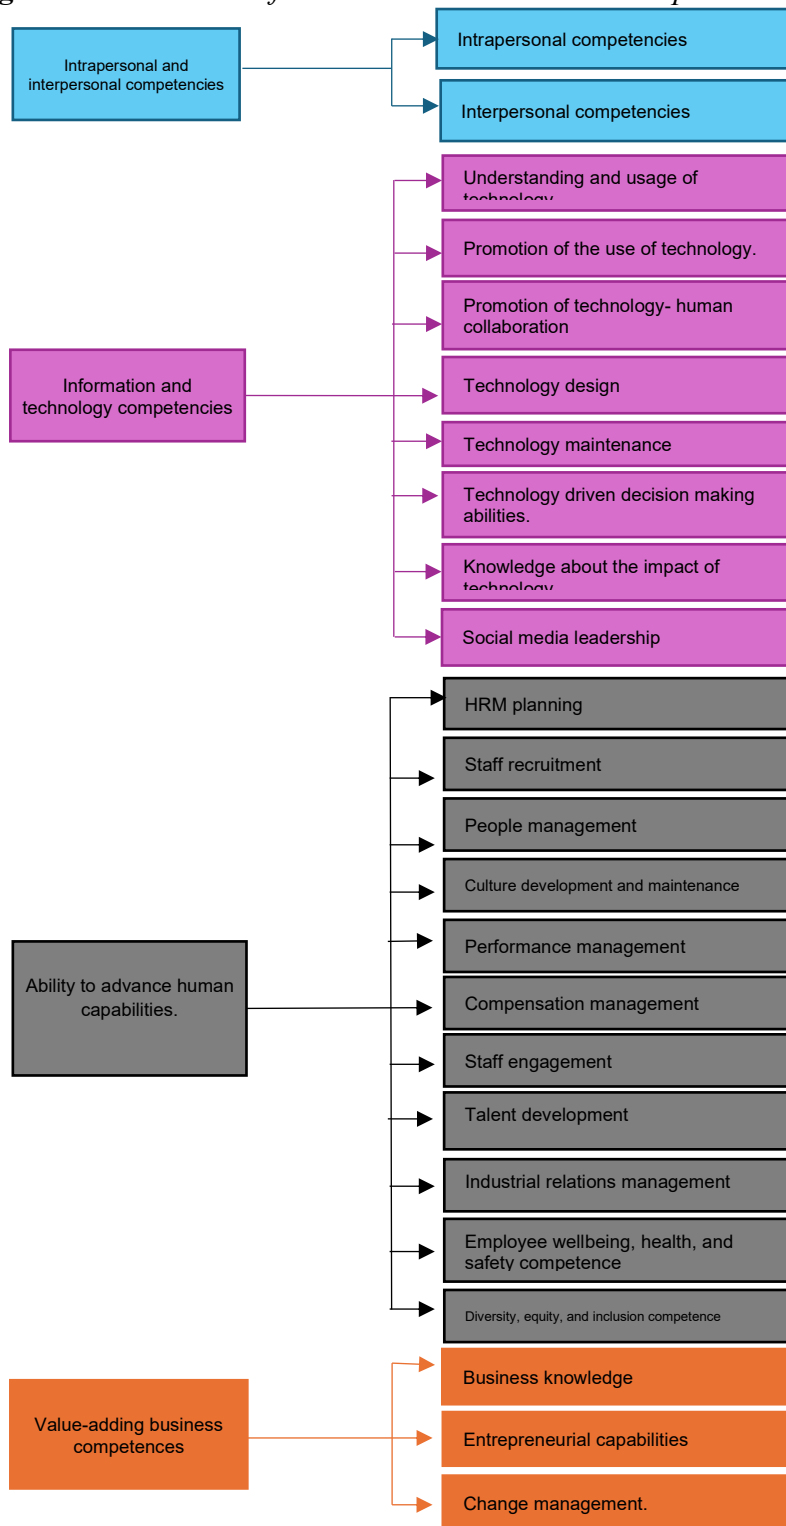 Intrapersonal and
interpersonal competencies
Intrapersonal competencies
Interpersonal competencies
Information and
technology competencies
Understanding and usage of
technology
Promotion of the use of technology.
Promotion of technology- human
collaboration
Technology design
Technology maintenance
Technology driven decision making
abilities.
Knowledge about the impact of
technology
Social media leadership
Ability to advance human
capabilities.
HRM planning
Staff recruitment
People management
Culture development and maintenance
Performance management
Compensation management
Staff engagement
Talent development
Industrial relations management
Employee wellbeing, health, and
safety competence
Diversity, equity, and inclusion competence
Value-adding business
competences
Business knowledge
Entrepreneurial capabilities
Change management.